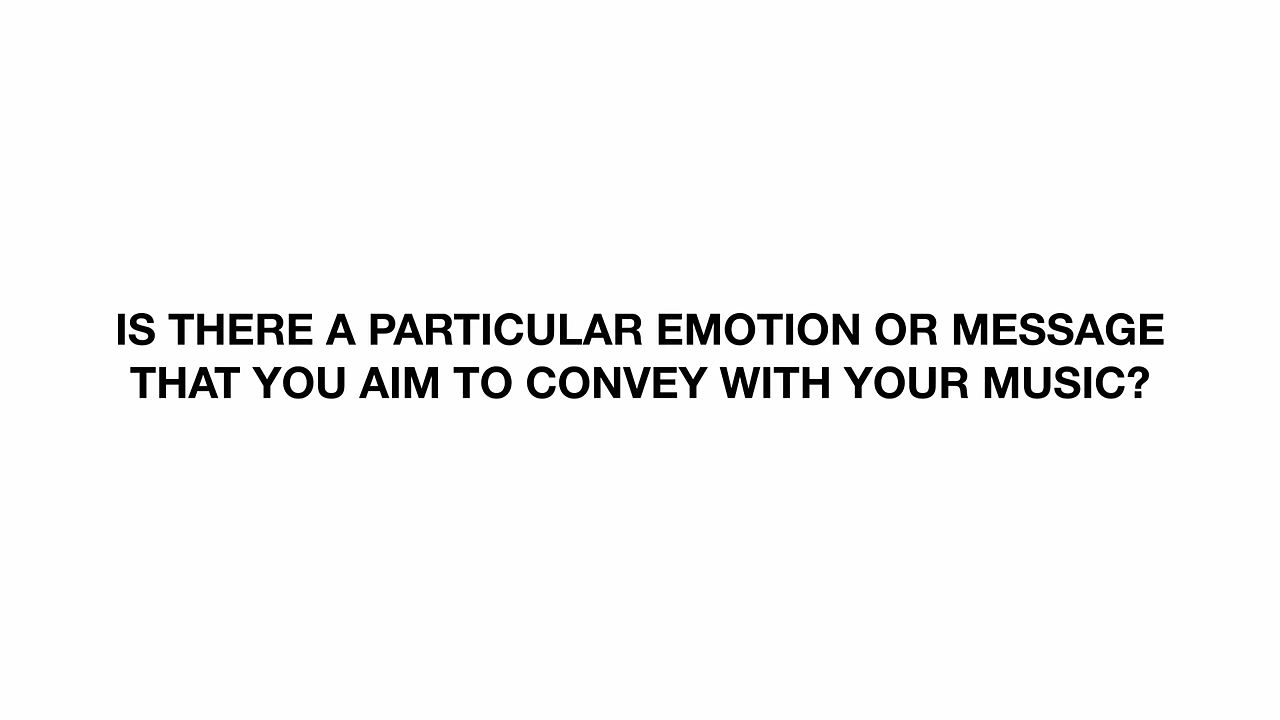 IS THERE A PARTICULAR EMOTION OR MESSAGE
THAT YOU AIM TO CONVEY WITH YOUR MUSIC?